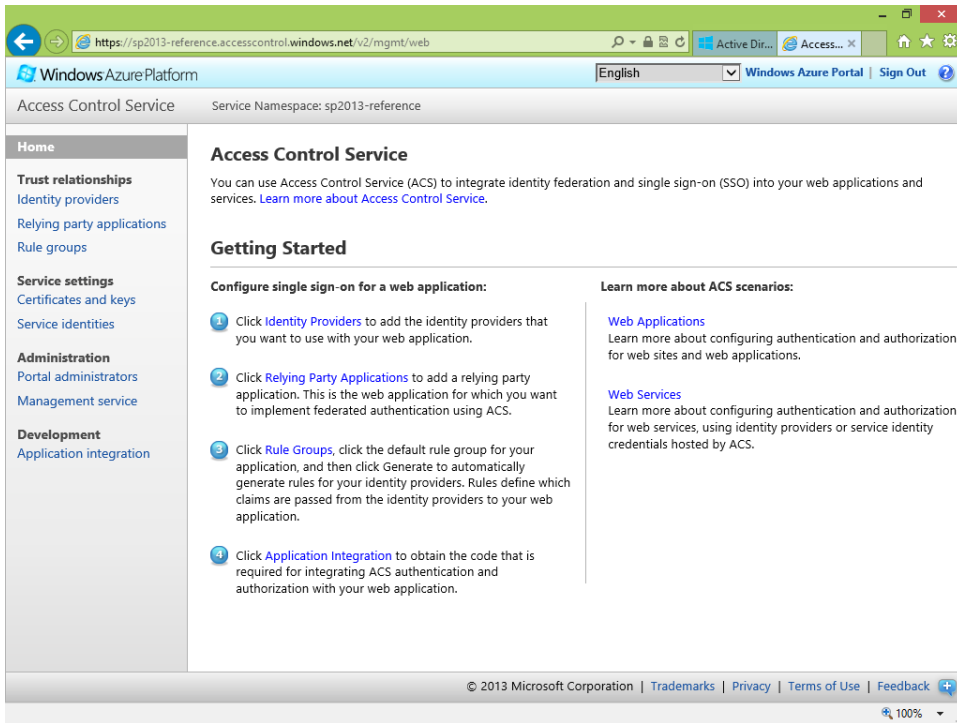 https://sp2013-reference.accesscontrol.windows.net/v2/mgmt/web
Active Dir...
Access...
Windows Azure Platform
English
Windows Azure Portal | Sign Out
Access Control Service
Service Namespace: sp2013-reference
Home
Trust relationships
Identity providers
Relying party applications
Rule groups
Service settings
Certificates and keys
Service identities
Administration
Portal administrators
Management service
Development
Application integration
Access Control Service
You can use Access Control Service (ACS) to integrate identity federation and single sign-on (SSO) into your web applications and
services. Learn more about Access Control Service.
Getting Started
Configure single sign-on for a web application:
1 Click Identity Providers to add the identity providers that
you want to use with your web application.
2 Click Relying Party Applications to add a relying party
application. This is the web application for which you want
to implement federated authentication using ACS.
3 Click Rule Groups, click the default rule group for your
application, and then click Generate to automatically
generate rules for your identity providers. Rules define which
claims are passed from the identity providers to your web
application.
4 Click Application Integration to obtain the code that is
required for integrating ACS authentication and
authorization with your web application.
Learn more about ACS scenarios:
Web Applications
Learn more about configuring authentication and authorization
for web sites and web applications.
Web Services
Learn more about configuring authentication and authorization
for web services, using identity providers or service identity
credentials hosted by ACS.
© 2013 Microsoft Corporation | Trademarks | Privacy | Terms of Use | Feedback
100%